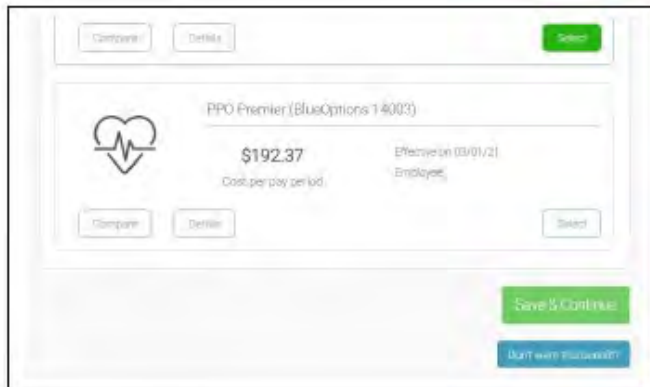 Compare Details Select
PPO Premier (BlueOptions 14003)
$192.37 Effective on 03/01/21
Cost per pay period Employee
Compare Details Select
Save & Continue
Don't want this benefit?